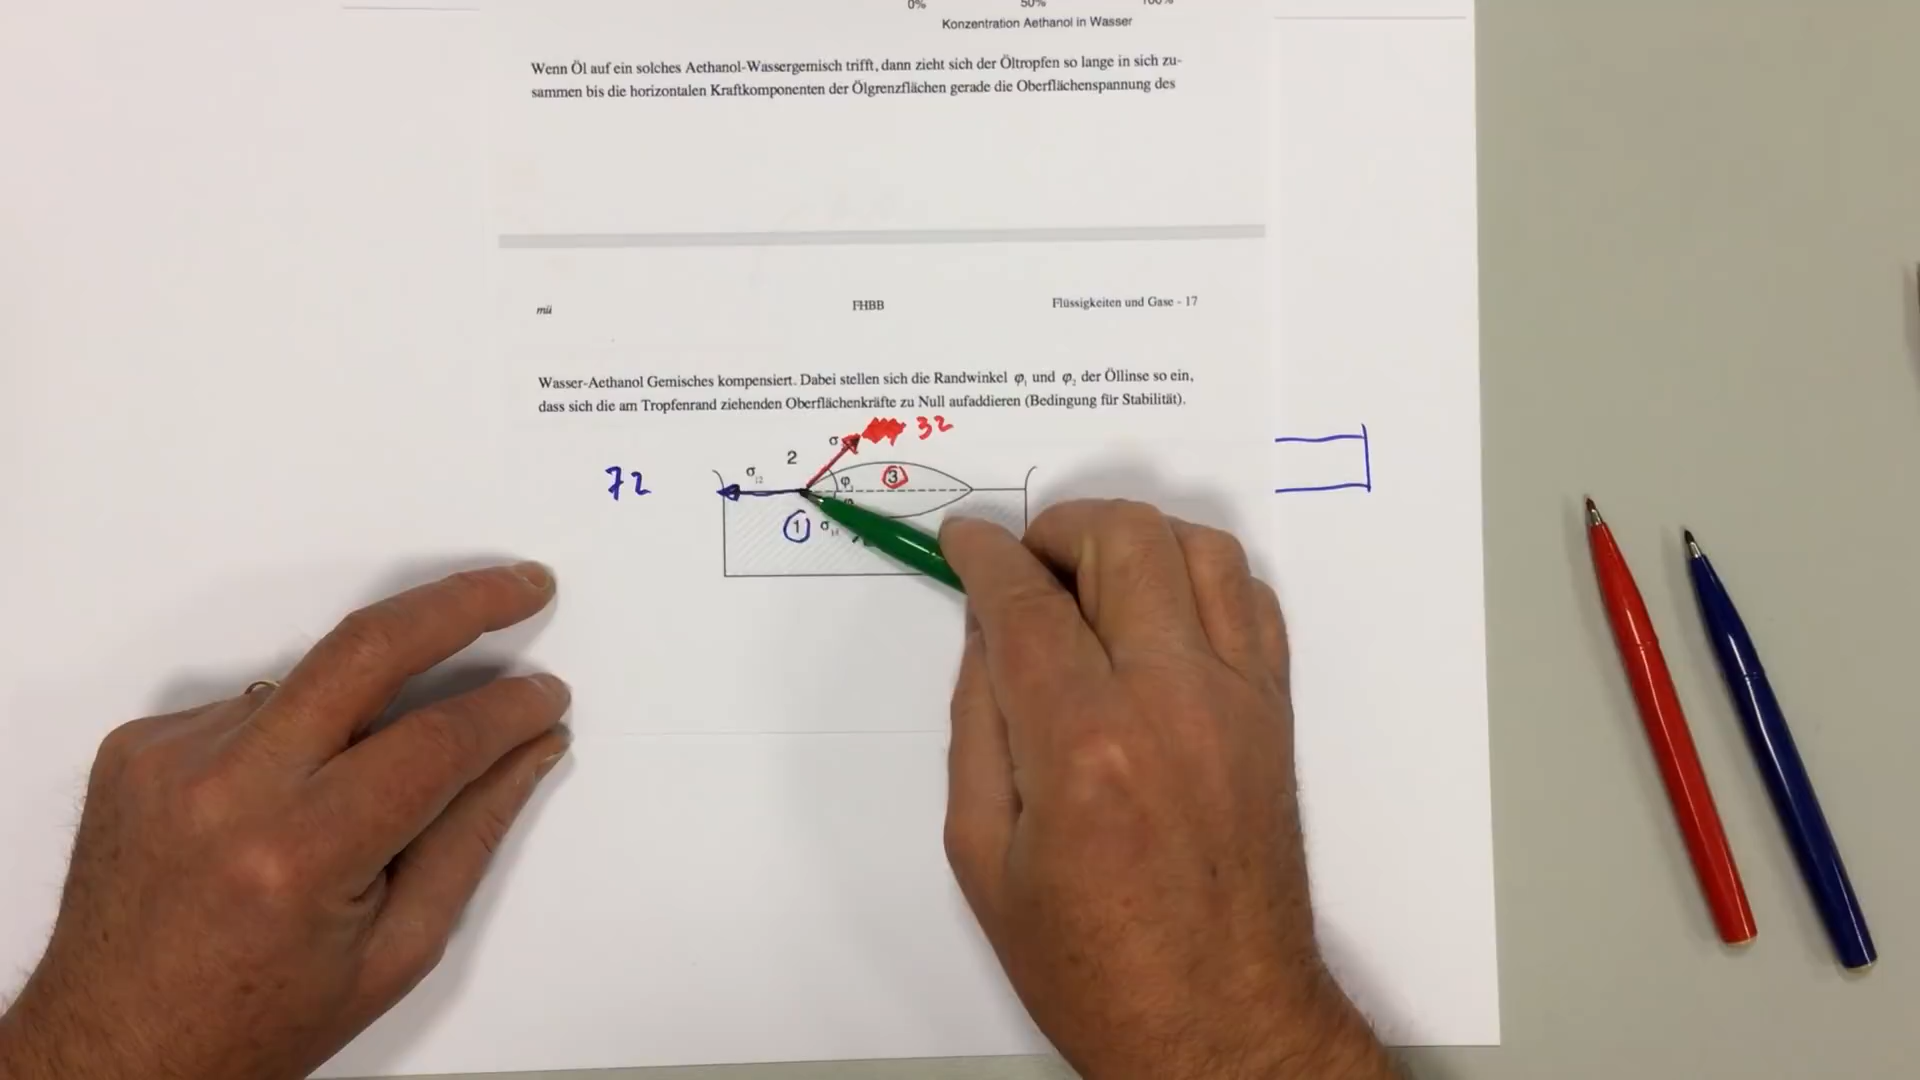 0% 50% 100%
Konzentration Aethanol in Wasser
Wenn Öl auf ein solches Aethanol-Wassergemisch trifft, dann zieht sich der Öltropfen so lange in sich zu-
sammen bis die horizontalen Kraftkomponenten der Ölgrenzflächen gerade die Oberflächenspannung des
mü FHBB Flüssigkeiten und Gase - 17
Wasser-Aethanol Gemisches kompensiert. Dabei stellen sich die Randwinkel φ₁ und φ₂ der Öllinse so ein,
dass sich die am Tropfenrand ziehenden Oberflächenkräfte zu Null aufaddieren (Bedingung für Stabilität).
σ 32
2
72 σ₁₂ φ 3
1 σ